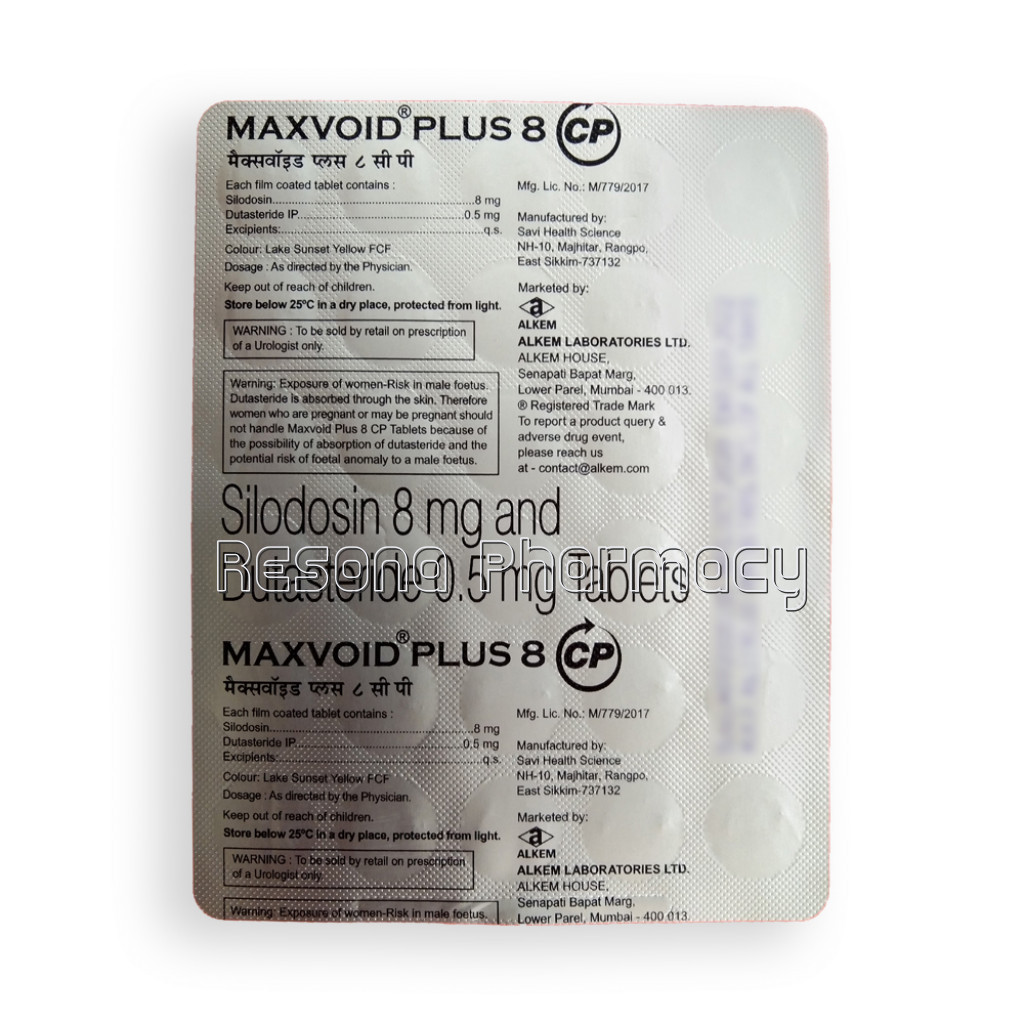 MAXVOID® PLUS 8 CP
मैक्सवॉइड प्लस ८ सी पी
Each film coated tablet contains :
Silodosin..........8 mg
Dutasteride IP..........0.5 mg
Excipients:..........q.s.
Colour: Lake Sunset Yellow FCF
Dosage : As directed by the Physician.
Keep out of reach of children.
Store below 25ºC in a dry place, protected from light.
WARNING : To be sold by retail on prescription
of a Urologist only.
Warning: Exposure of women-Risk in male foetus.
Dutasteride is absorbed through the skin. Therefore
women who are pregnant or may be pregnant should
not handle Maxvoid Plus 8 CP Tablets because of
the possibility of absorption of dutasteride and the
potential risk of foetal anomaly to a male foetus.
Mfg. Lic. No.: M/779/2017
Manufactured by:
Savi Health Science
NH-10, Majhitar, Rangpo,
East Sikkim-737132
Marketed by:
a
ALKEM
ALKEM LABORATORIES LTD.
ALKEM HOUSE,
Senapati Bapat Marg,
Lower Parel, Mumbai - 400 013.
® Registered Trade Mark
To report a product query &
adverse drug event,
please reach us
at - contact@alkem.com
Silodosin 8 mg and
Dutasteride 0.5 mg Tablets
Resona Pharmacy
MAXVOID® PLUS 8 CP
मैक्सवॉइड प्लस ८ सी पी
Each film coated tablet contains :
Silodosin..........8 mg
Dutasteride IP..........0.5 mg
Excipients:..........q.s.
Colour: Lake Sunset Yellow FCF
Dosage : As directed by the Physician.
Keep out of reach of children.
Store below 25ºC in a dry place, protected from light.
WARNING : To be sold by retail on prescription
of a Urologist only.
Warning: Exposure of women-Risk in male foetus.
Mfg. Lic. No.: M/779/2017
Manufactured by:
Savi Health Science
NH-10, Majhitar, Rangpo,
East Sikkim-737132
Marketed by:
a
ALKEM
ALKEM LABORATORIES LTD.
ALKEM HOUSE,
Senapati Bapat Marg,
Lower Parel, Mumbai - 400 013.